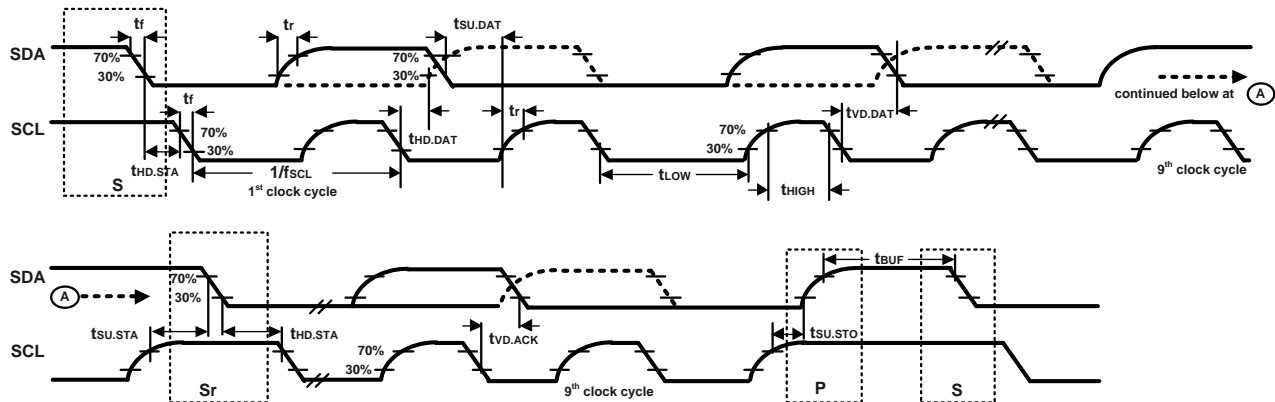 tf
tr
tSU.DAT
SDA
70%
30%
70%
30%
continued below at A
tf
tHD.DAT
tr
tVD.DAT
SCL
70%
30%
70%
30%
tHD.STA
1/fSCL
1st clock cycle
tLOW
tHIGH
9th clock cycle
S
SDA
70%
30%
tBUF
A
tSU.STA
tHD.STA
tVD.ACK
tSU.STO
SCL
70%
30%
9th clock cycle
Sr
P
S